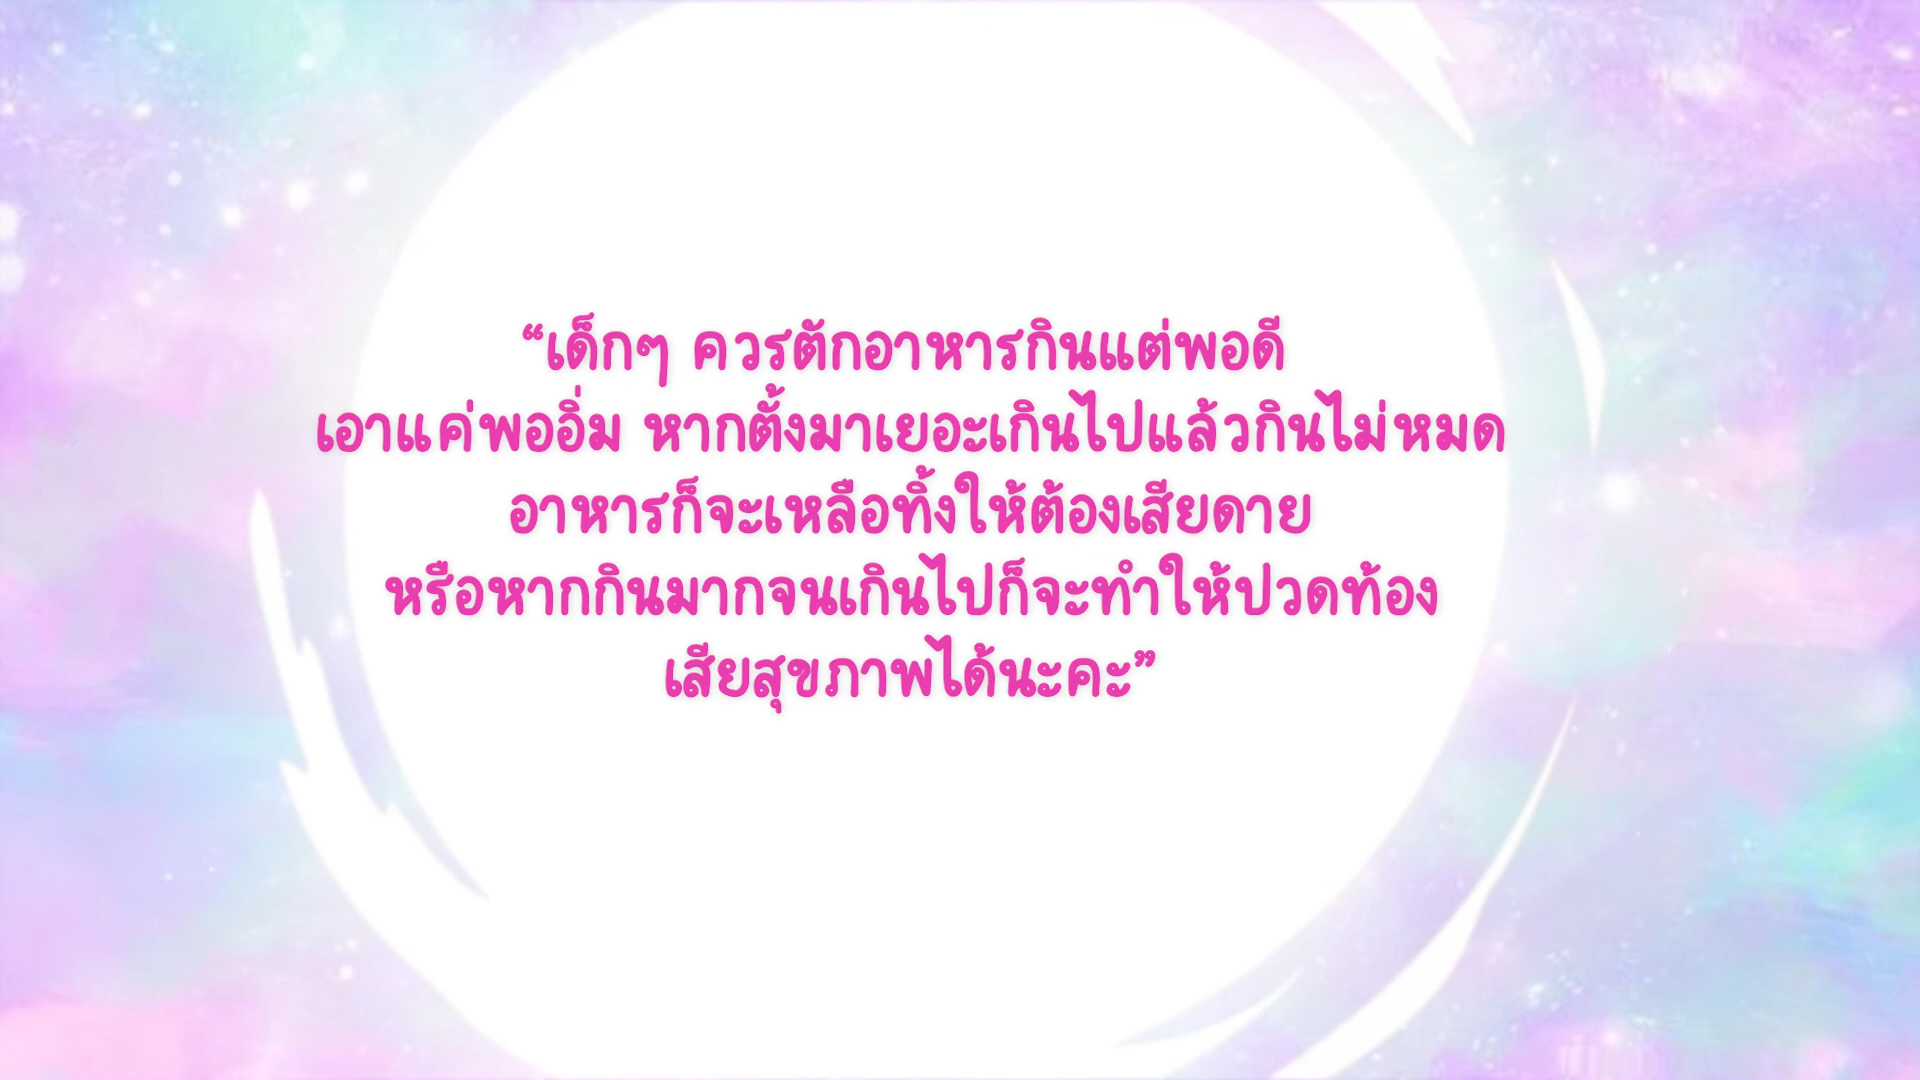 “เด็กๆ ควรตักอาหารกินแต่พอดี
เอาแค่พออิ่ม หากตั้งมาเยอะเกินไปแล้วกินไม่หมด
อาหารก็จะเหลือทิ้งให้ต้องเสียดาย
หรือหากกินมากจนเกินไปก็จะทำให้ปวดท้อง
เสียสุขภาพได้นะคะ”